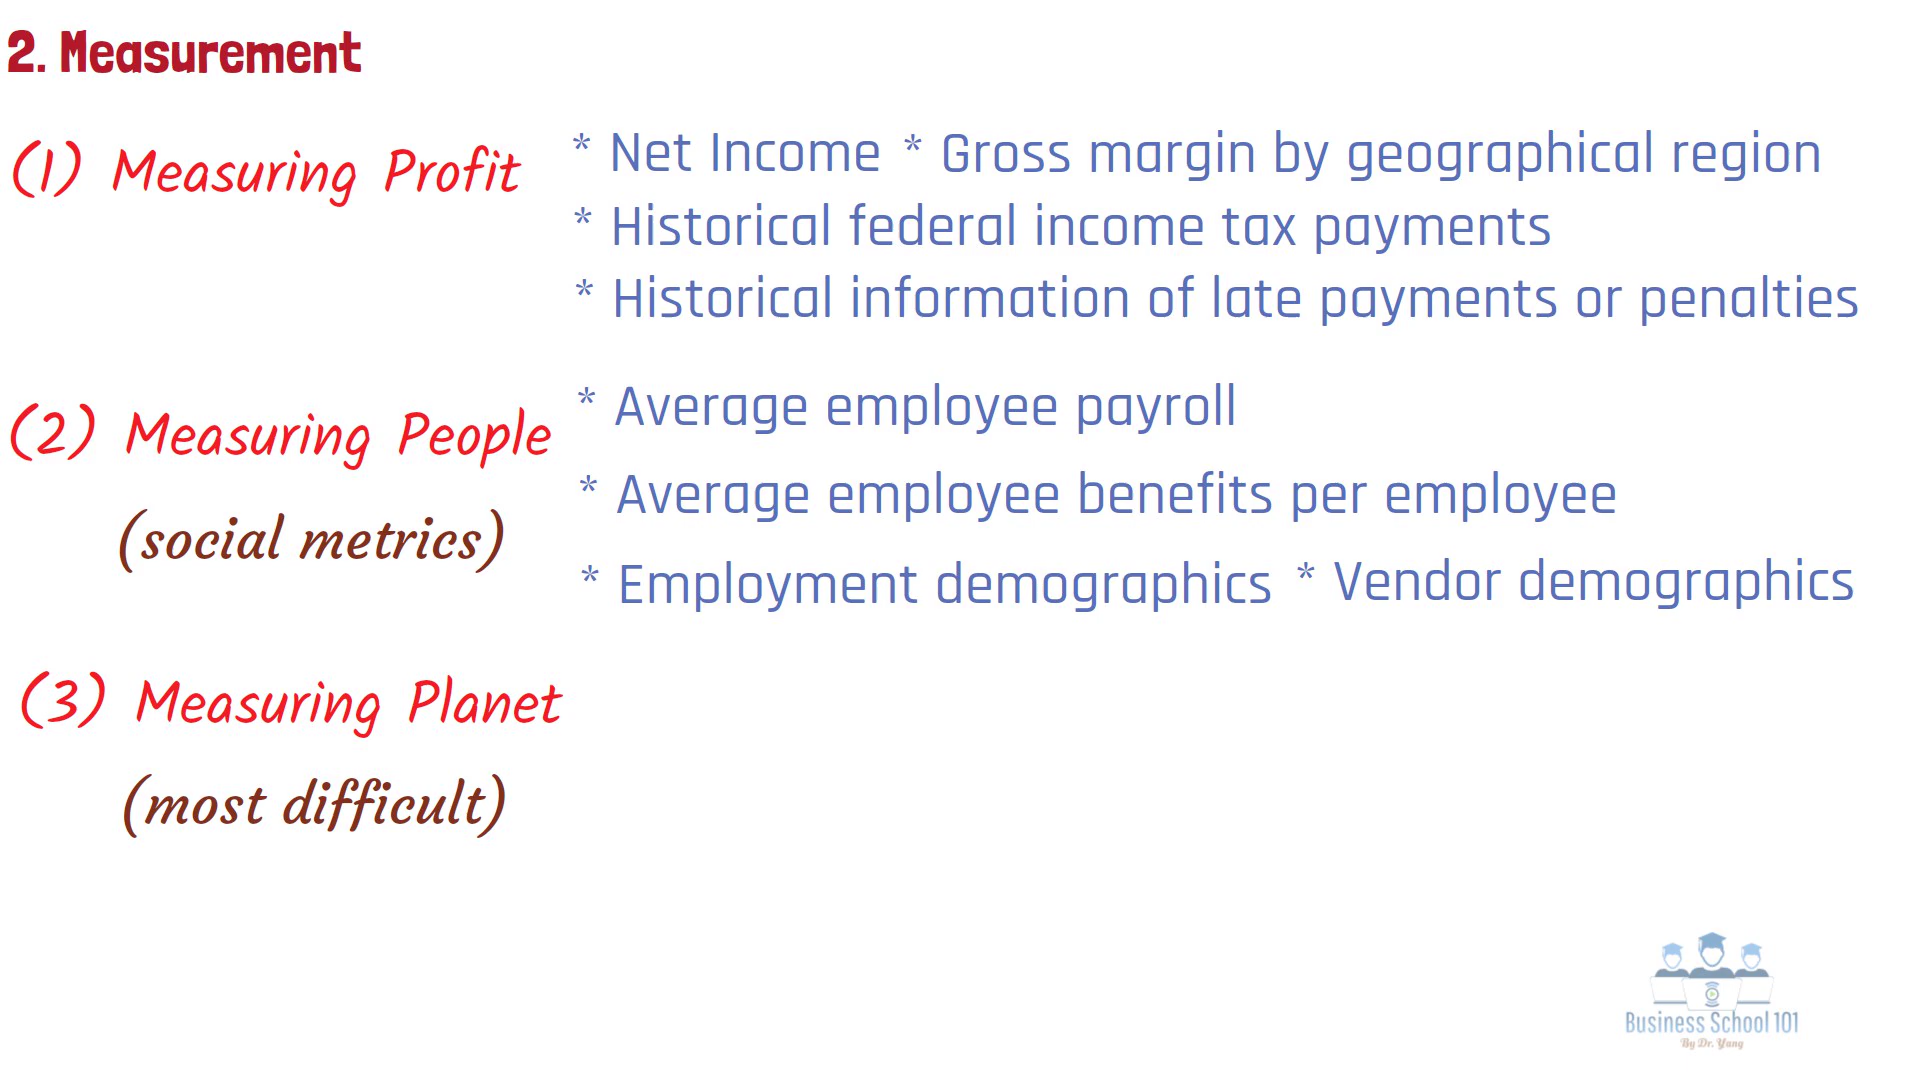 2. Measurement
(1) Measuring Profit
* Net Income * Gross margin by geographical region
* Historical federal income tax payments
* Historical information of late payments or penalties
(2) Measuring People
(social metrics)
* Average employee payroll
* Average employee benefits per employee
* Employment demographics * Vendor demographics
(3) Measuring Planet
(most difficult)
Business School 101
By Dr. Yang